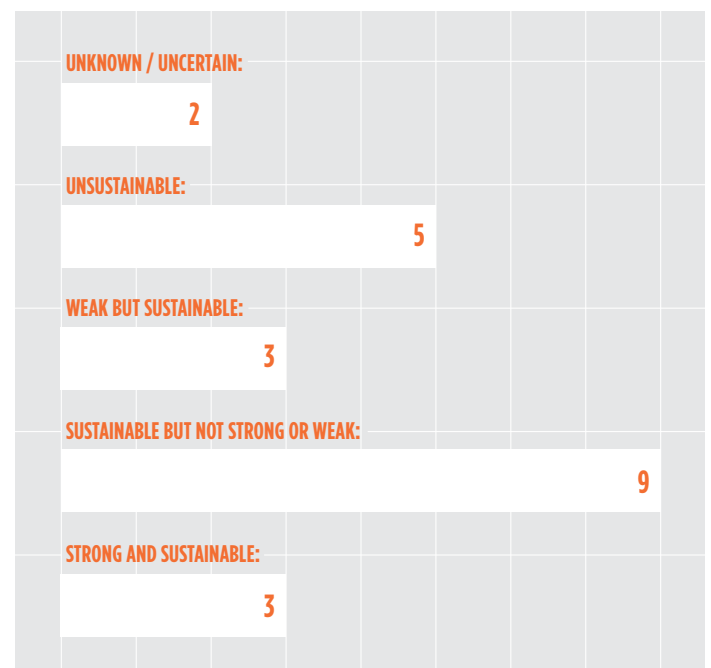 UNKNOWN / UNCERTAIN:
2
UNSUSTAINABLE:
5
WEAK BUT SUSTAINABLE:
3
SUSTAINABLE BUT NOT STRONG OR WEAK:
9
STRONG AND SUSTAINABLE:
3